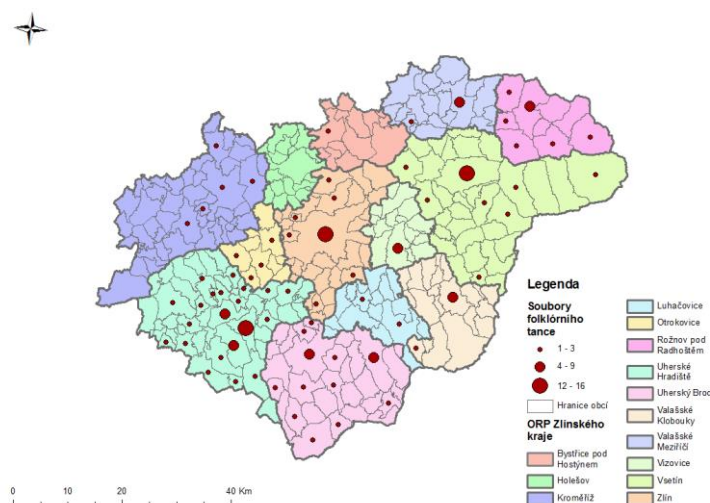 Legenda
Soubory
folklórního
tance
1 - 3
4 - 9
12 - 16
Hranice obcí
ORP Zlínského
kraje
Bystřice pod
Hostýnem
Holešov
Kroměříž
Luhačovice
Otrokovice
Rožnov pod
Radhoštěm
Uherské
Hradiště
Uherský Brod
Valašské
Klobouky
Valašské
Meziříčí
Vizovice
Vsetín
Zlín
0 10 20 40 Km